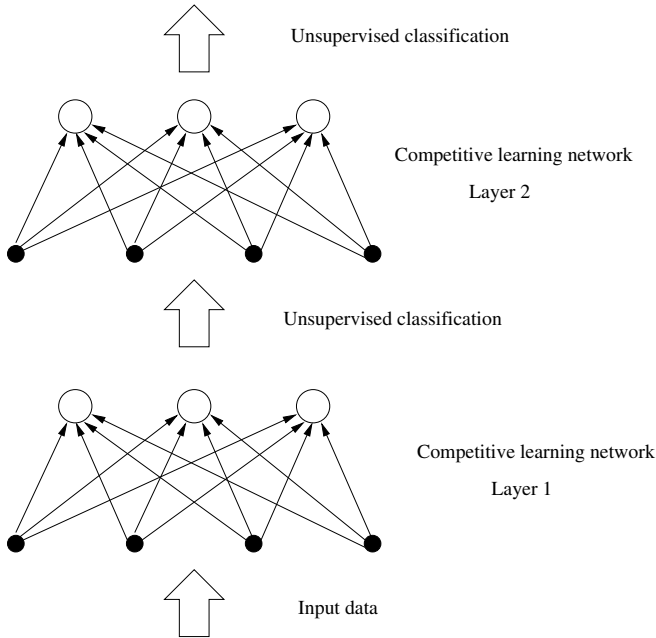 Unsupervised classification
Competitive learning network
Layer 2
Unsupervised classification
Competitive learning network
Layer 1
Input data